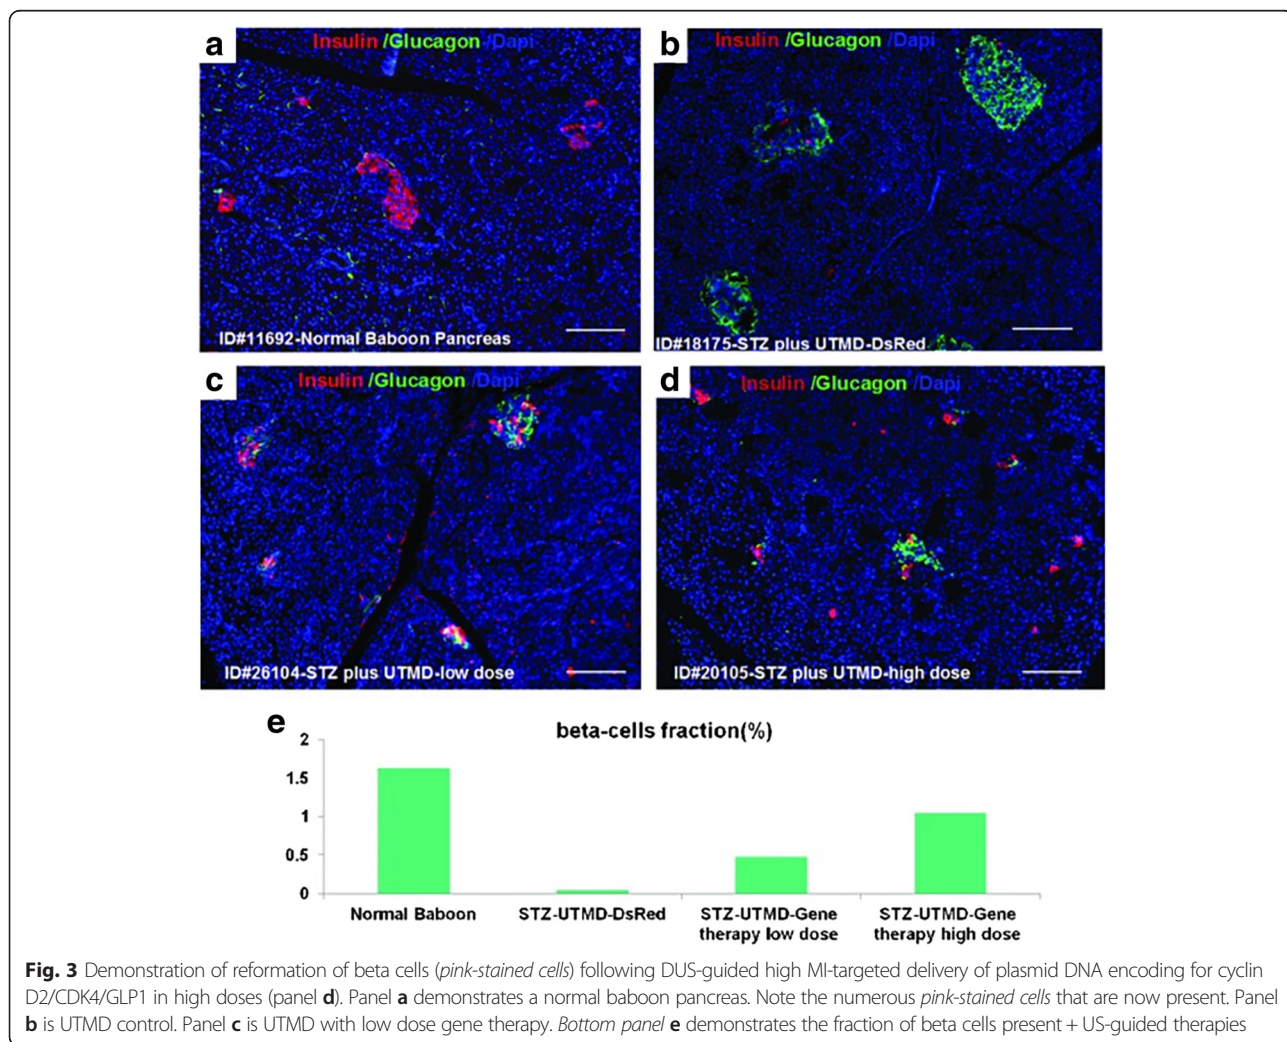 a
Insulin /Glucagon /Dapi
ID#11692-Normal Baboon Pancreas
b
Insulin /Glucagon /Dapi
ID#18175-STZ plus UTMD-DsRed
c
Insulin /Glucagon /Dapi
ID#26104-STZ plus UTMD-low dose
d
Insulin /Glucagon /Dapi
ID#20105-STZ plus UTMD-high dose
e
beta-cells fraction(%)
2
1.5
1
0.5
0
Normal Baboon
STZ-UTMD-DsRed
STZ-UTMD-Gene
therapy low dose
STZ-UTMD-Gene
therapy high dose
Fig. 3 Demonstration of reformation of beta cells (pink-stained cells) following DUS-guided high MI-targeted delivery of plasmid DNA encoding for cyclin
D2/CDK4/GLP1 in high doses (panel d). Panel a demonstrates a normal baboon pancreas. Note the numerous pink-stained cells that are now present. Panel
b is UTMD control. Panel c is UTMD with low dose gene therapy. Bottom panel e demonstrates the fraction of beta cells present + US-guided therapies